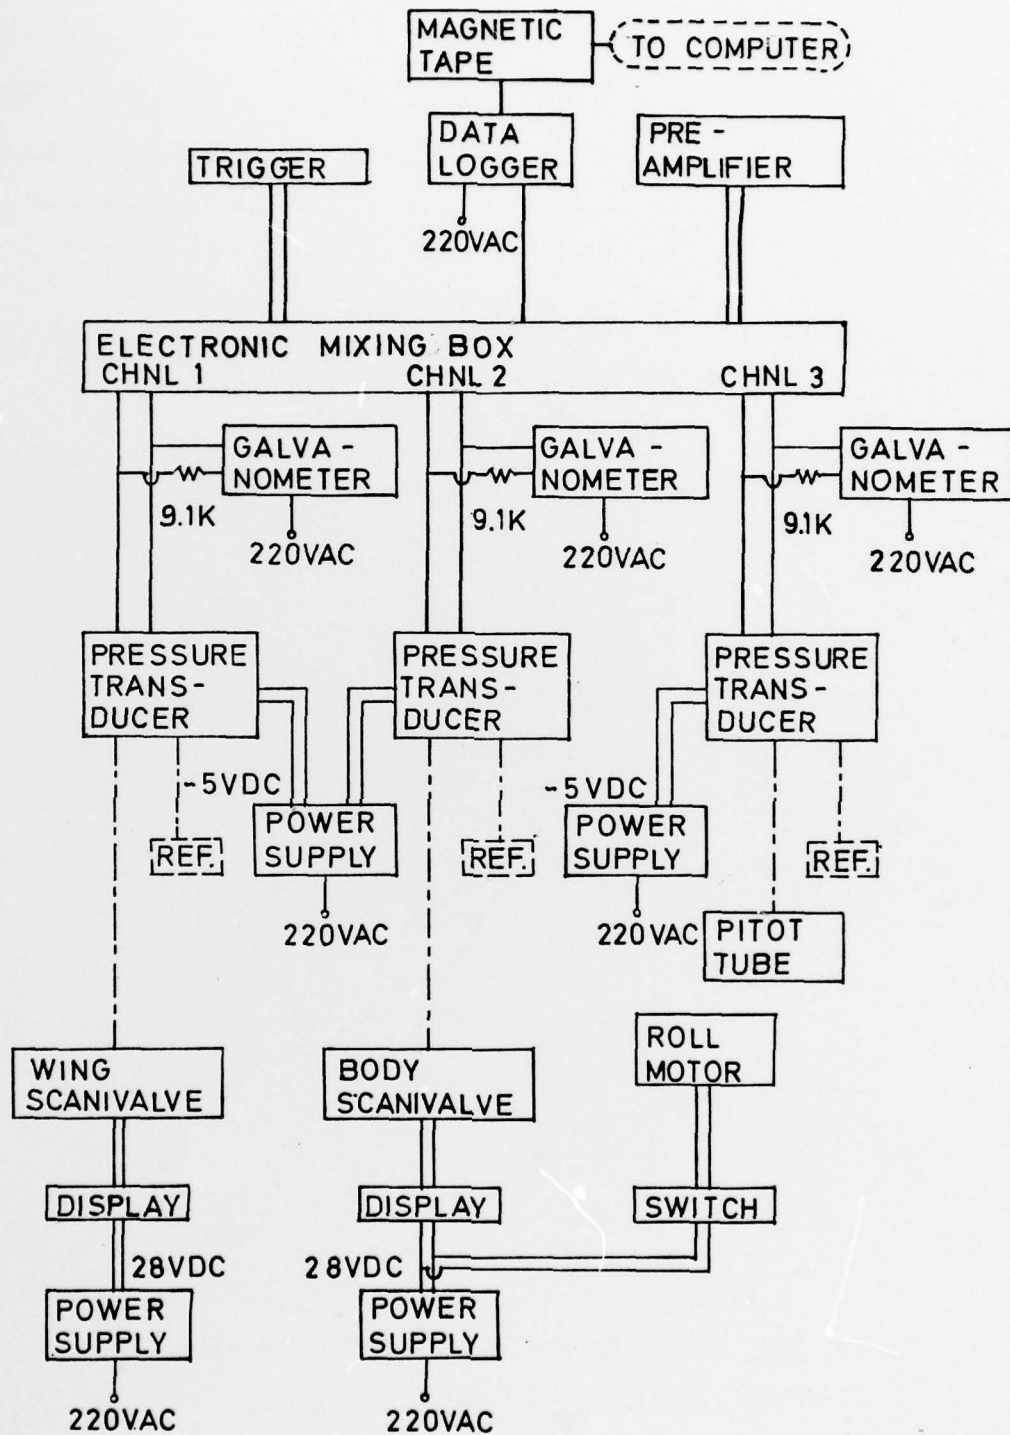 MAGNETIC
TAPE
TO COMPUTER
DATA
LOGGER
PRE-
AMPLIFIER
TRIGGER
220VAC
ELECTRONIC MIXING BOX
CHNL 1 CHNL 2 CHNL 3
GALVA-
NOMETER
GALVA-
NOMETER
GALVA-
NOMETER
9.1K
9.1K
9.1K
220VAC
220VAC
220VAC
PRESSURE
TRANS-
DUCER
PRESSURE
TRANS-
DUCER
PRESSURE
TRANS-
DUCER
~5VDC
~5VDC
POWER
SUPPLY
POWER
SUPPLY
REF.
REF.
REF.
220VAC
220VAC
PITOT
TUBE
WING
SCANIVALVE
BODY
SCANIVALVE
ROLL
MOTOR
DISPLAY
DISPLAY
SWITCH
28VDC
28VDC
POWER
SUPPLY
POWER
SUPPLY
220VAC
220VAC